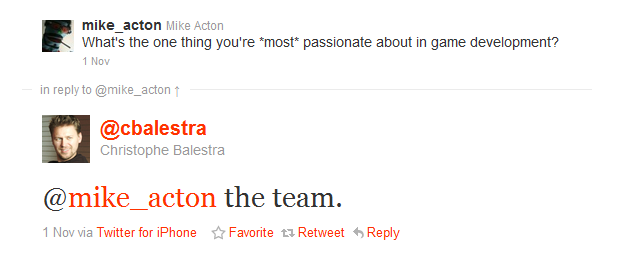 mike_acton Mike Acton
What's the one thing you're *most* passionate about in game development?
1 Nov
in reply to @mike_acton ↑
@cbalestra
Christophe Balestra
@mike_acton the team.
1 Nov via Twitter for iPhone Favorite Retweet Reply